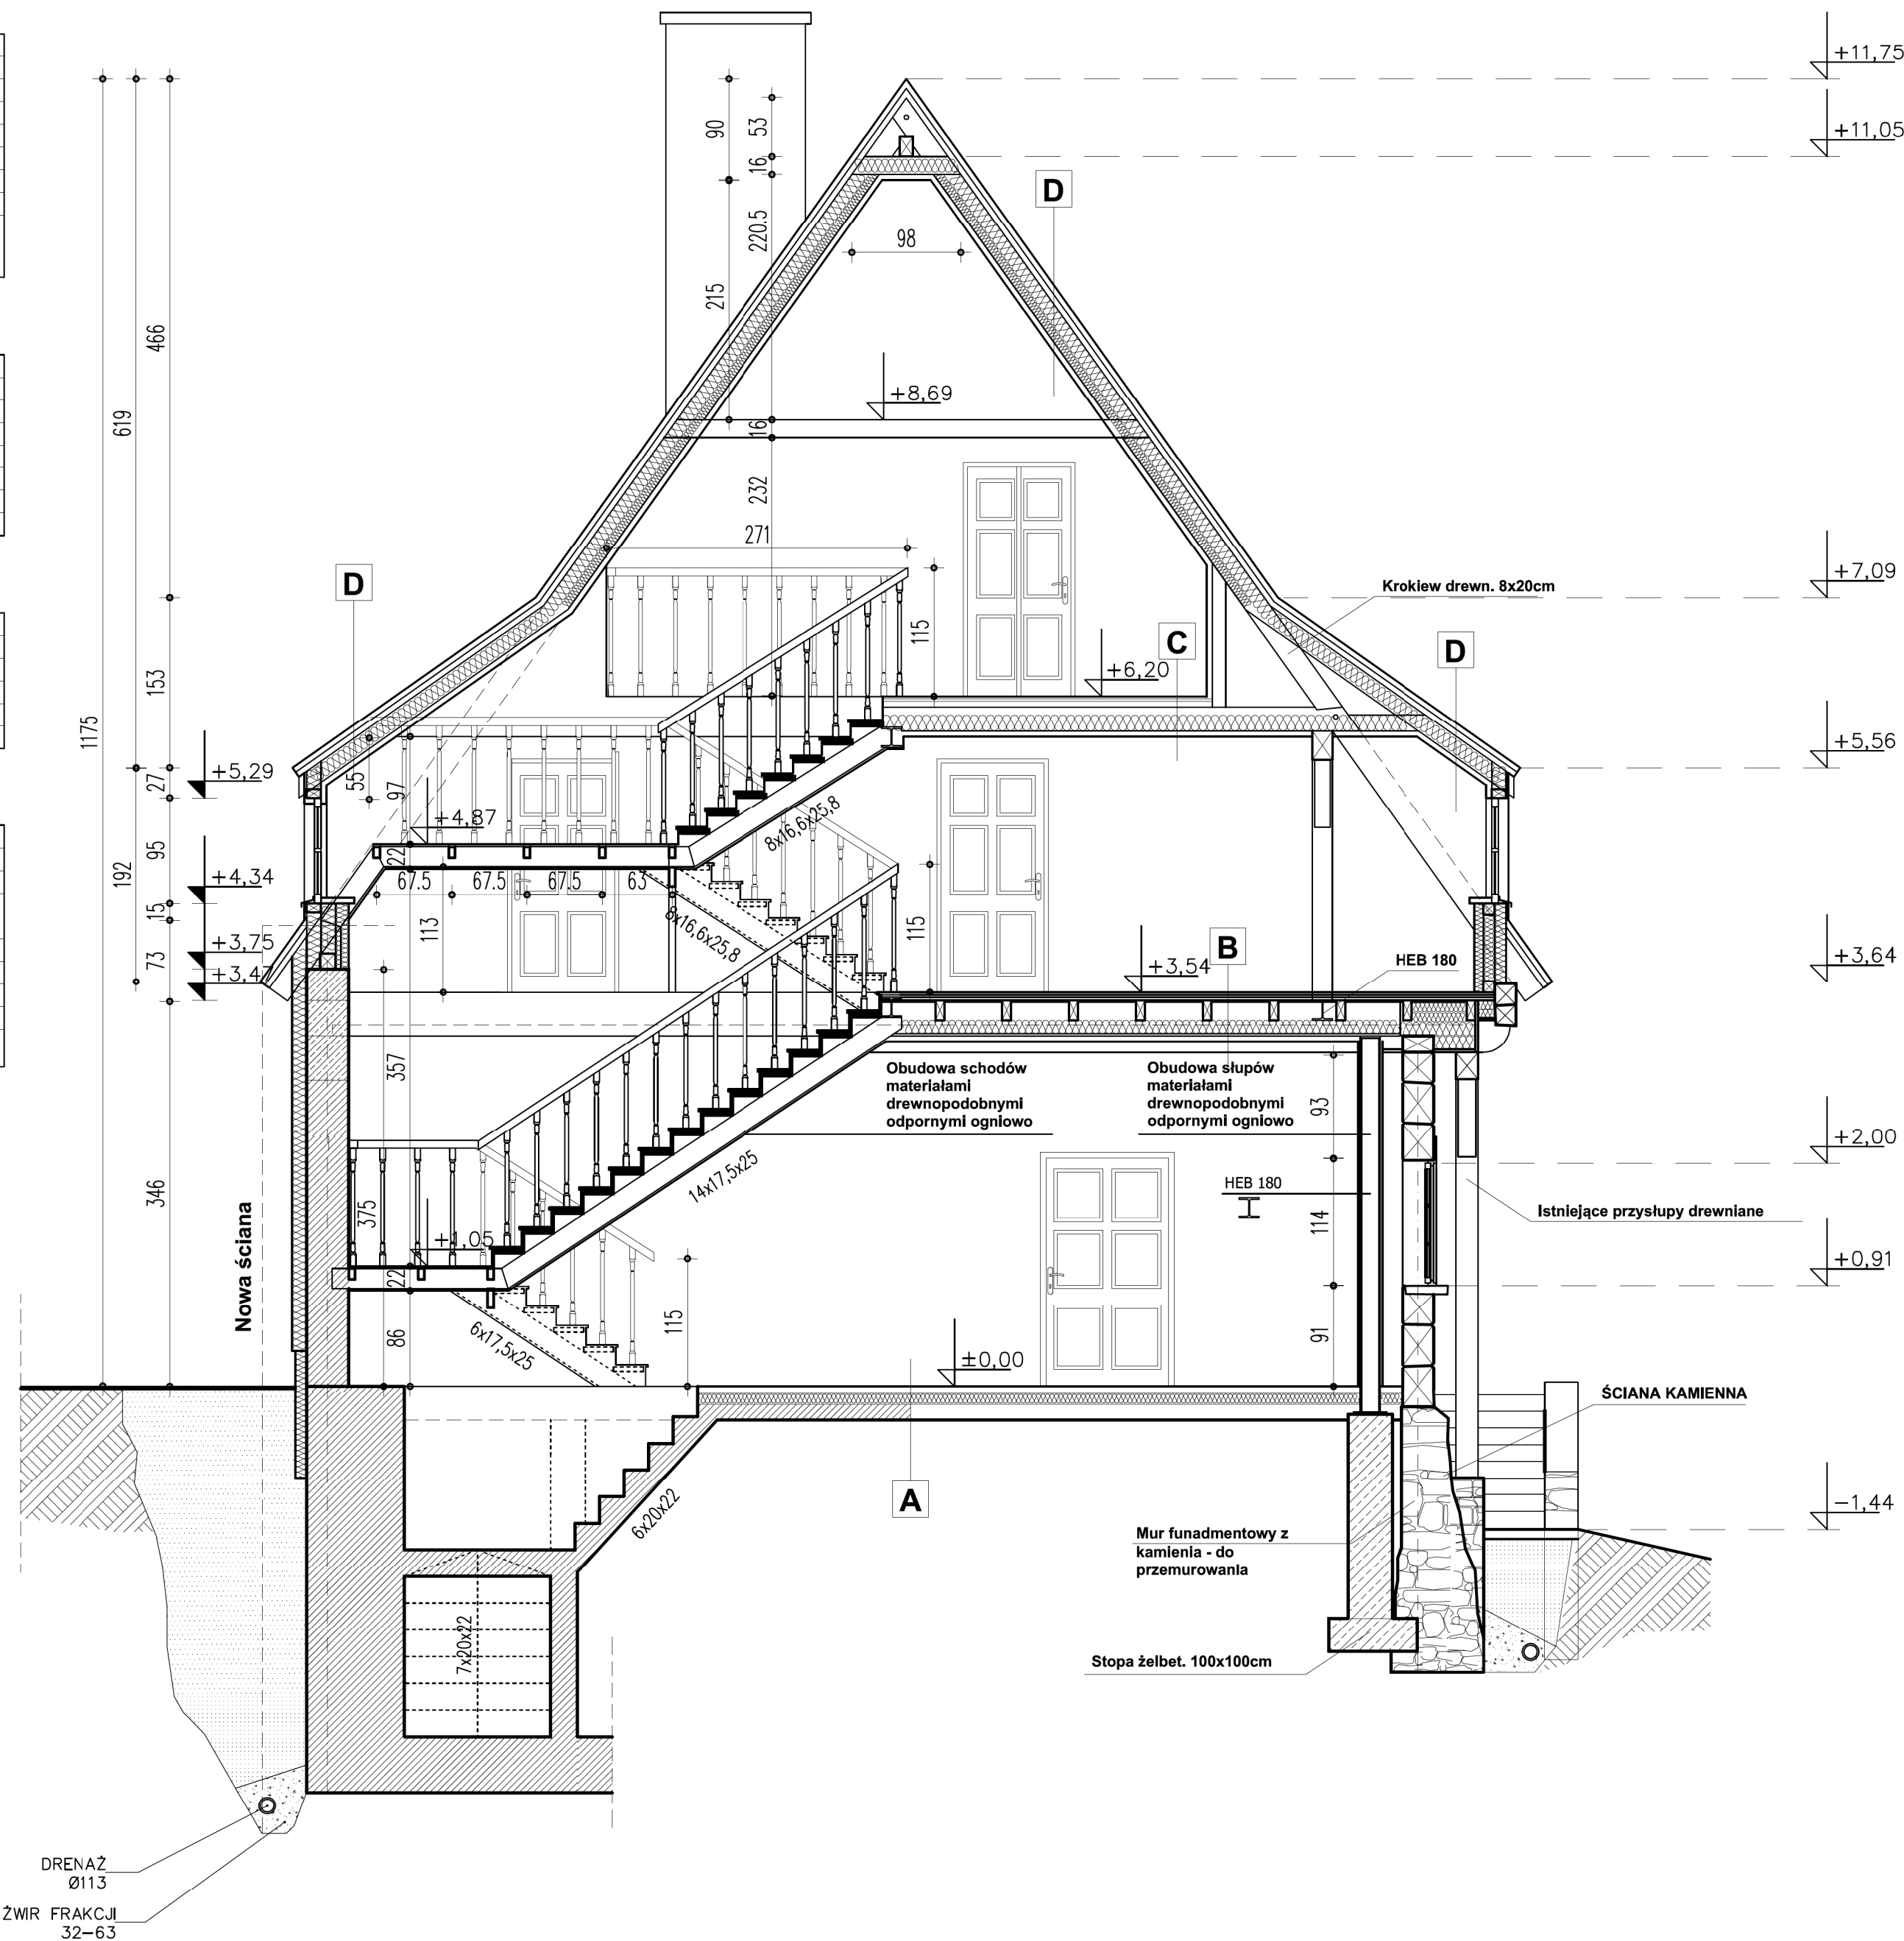 +11,75
+11,05
90
53
16
D
220.5
98
215
466
+8,69
619
16
232
271
+7,09
D
Krokiew drewn. 8x20cm
115
C
D
+6,20
153
1175
+5,56
+5,29
27
55
97
+4,87
8x16,6x25,8
22
95
192
+4,34
67.5
67.5
67.5
63
15
113
8x16,6x25,8
115
B
+3,75
73
+3,47
+3,54
HEB 180
+3,64
357
Obudowa schodów
materiałami
drewnopodobnymi
odpornymi ogniowo
Obudowa słupów
materiałami
drewnopodobnymi
odpornymi ogniowo
93
+2,00
14x17,5x25
346
375
HEB 180
Istniejące przysłupy drewniane
114
Nowa ściana
+1,05
22
+0,91
115
86
6x17,5x25
91
±0,00
ŚCIANA KAMIENNA
A
6x20x22
−1,44
Mur funadmentowy z
kamienia - do
przemurowania
7x20x22
Stopa żelbet. 100x100cm
DRENAŻ
Ø113
ŻWIR FRAKCJI
32−63